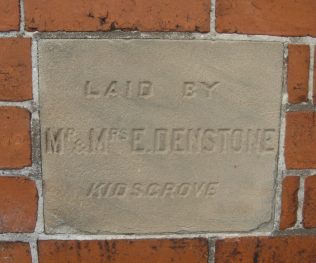 LAID BY
MR & MRS E. DENSTONE
KIDSGROVE